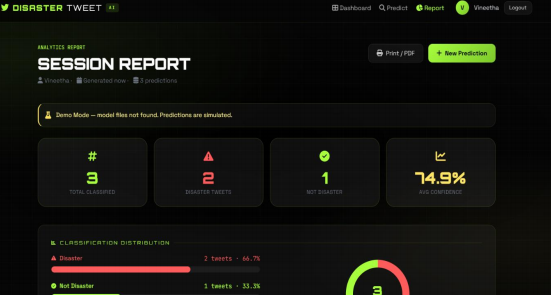 DISASTER TWEET AI
Dashboard Predict Report V Vineetha Logout
ANALYTICS REPORT
SESSION REPORT
Vineetha · Generated now · 3 predictions
Print / PDF
+ New Prediction
Demo Mode — model files not found. Predictions are simulated.
3
TOTAL CLASSIFIED
2
DISASTER TWEETS
1
NOT DISASTER
74.9%
AVG CONFIDENCE
CLASSIFICATION DISTRIBUTION
Disaster 2 tweets · 66.7%
Not Disaster 1 tweets · 33.3%
3